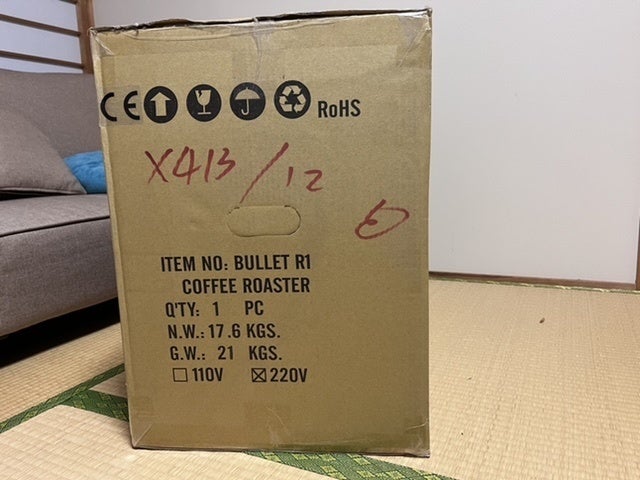 CE RoHS
X413/12
ITEM NO: BULLET R1
COFFEE ROASTER
Q'TY: 1 PC
N.W.: 17.6 KGS.
G.W.: 21 KGS.
☐ 110V ☒ 220V